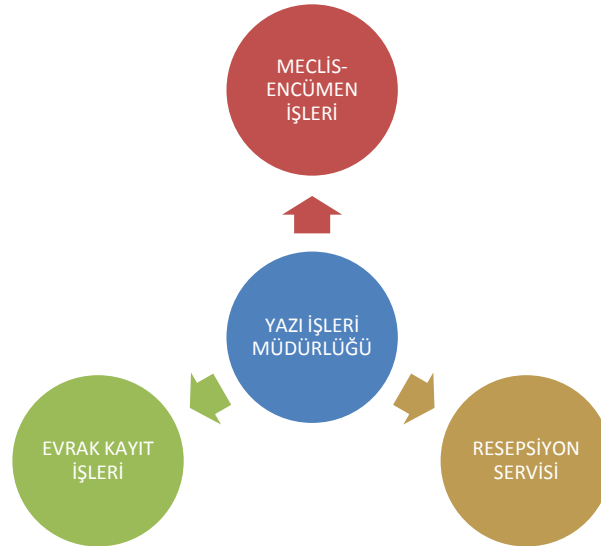 MECLİS-
ENCÜMEN
İŞLERİ
YAZI İŞLERİ
MÜDÜRLÜĞÜ
EVRAK KAYIT
İŞLERİ
RESEPSİYON
SERVİSİ